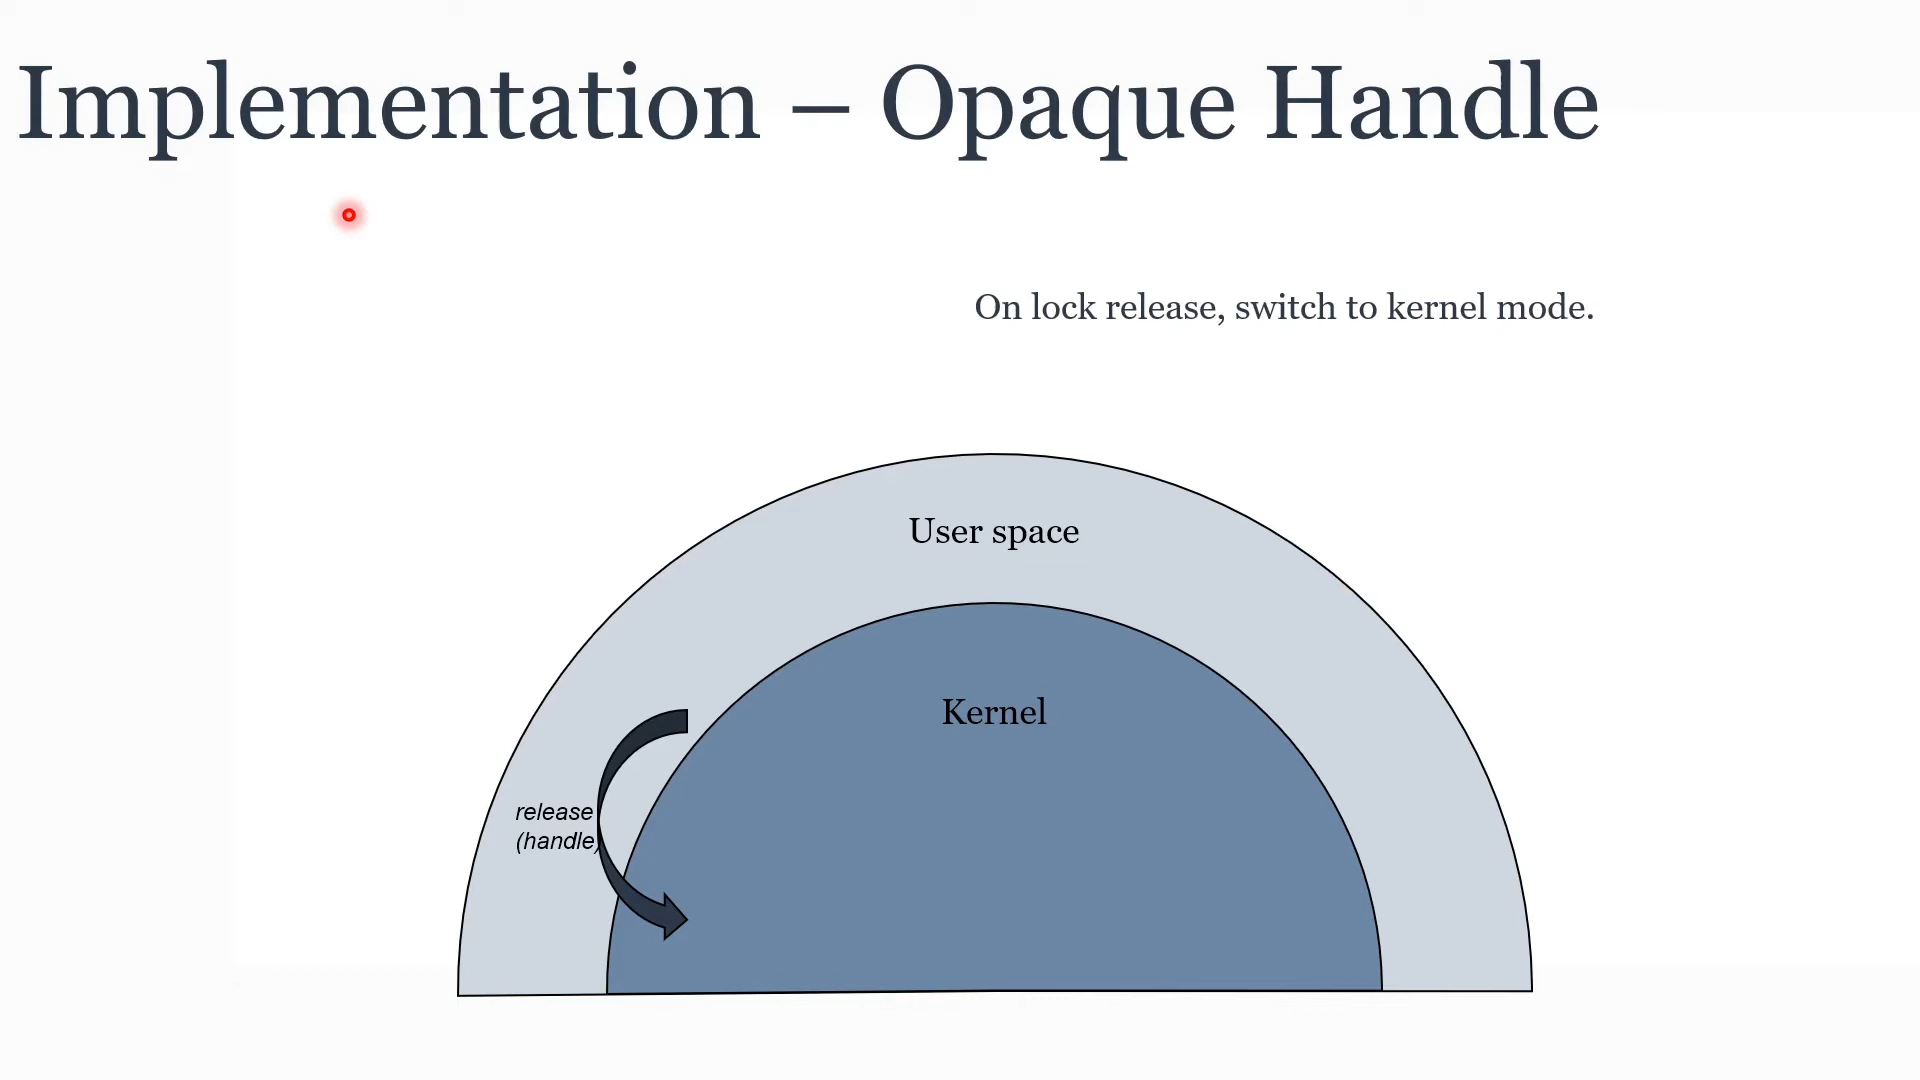 Implementation – Opaque Handle
On lock release, switch to kernel mode.
User space
Kernel
release
(handle)